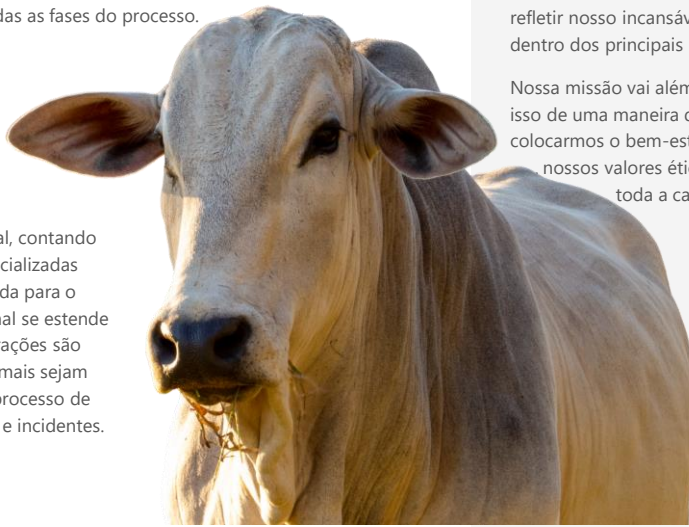 das as fases do processo.
al, contando
cializadas
da para o
al se estende
ações são
mais sejam
rocesso de
e incidentes.
refletir nosso incansáv
dentro dos principais
Nossa missão vai além
isso de uma maneira
colocarmos o bem-est
nossos valores éti
toda a ca